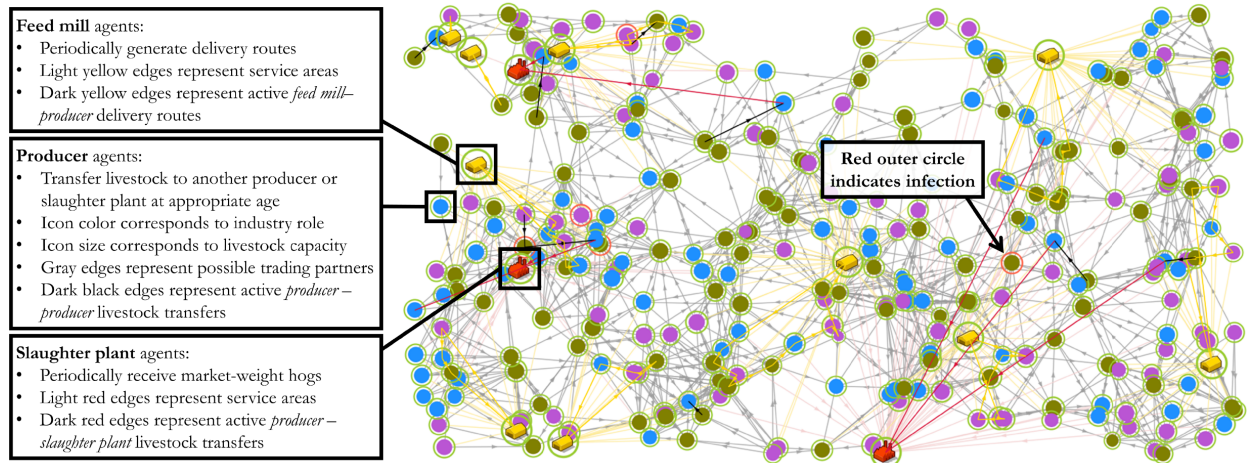 Feed mill agents:
• Periodically generate delivery routes
• Light yellow edges represent service areas
• Dark yellow edges represent active feed mill–
producer delivery routes
Producer agents:
• Transfer livestock to another producer or
slaughter plant at appropriate age
• Icon color corresponds to industry role
• Icon size corresponds to livestock capacity
• Gray edges represent possible trading partners
• Dark black edges represent active producer –
producer livestock transfers
Slaughter plant agents:
• Periodically receive market-weight hogs
• Light red edges represent service areas
• Dark red edges represent active producer –
slaughter plant livestock transfers
Red outer circle
indicates infection